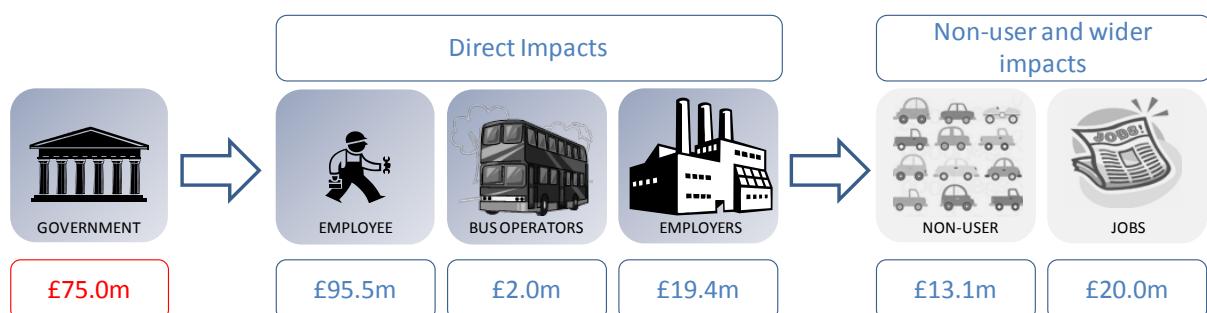 Direct Impacts
Non-user and wider
impacts
GOVERNMENT
EMPLOYEE
BUS OPERATORS
EMPLOYERS
JOBS!
NON-USER
JOBS
£75.0m
£95.5m
£2.0m
£19.4m
£13.1m
£20.0m